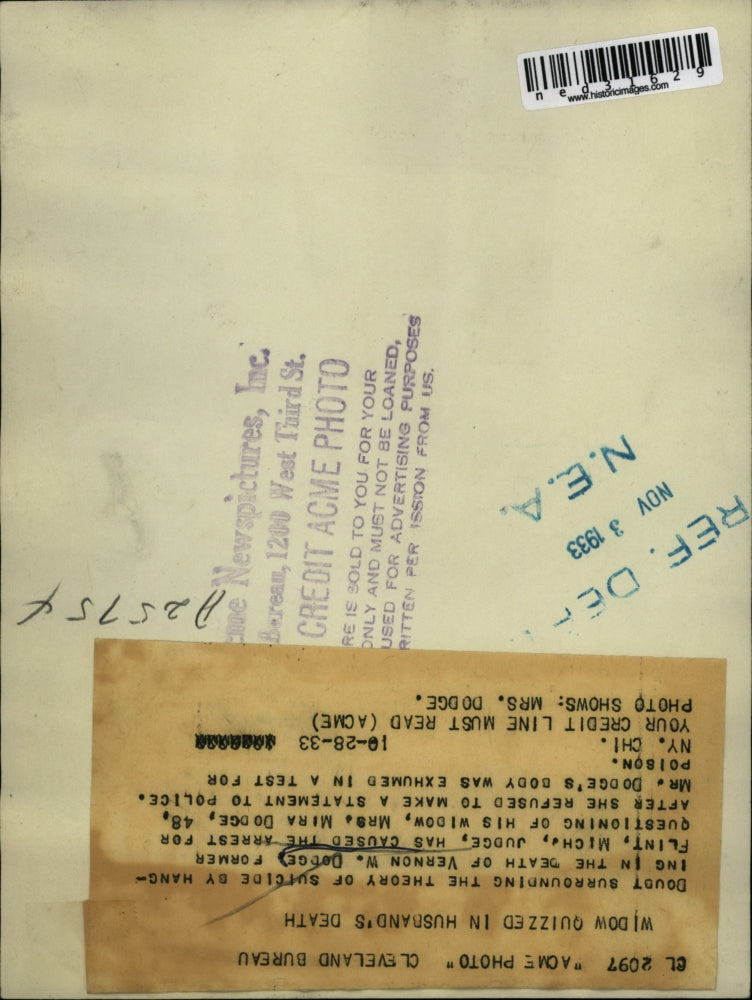 ned31629
www.historicimages.com
me Newspictures, Inc.
Bureau, 1200 West Third St.
CREDIT ACME PHOTO
RE IS SOLD TO YOU FOR YOUR
ONLY AND MUST NOT BE LOANED,
USED FOR ADVERTISING PURPOSES
RITTEN PER ISSION FROM US.
N.E.A.
NOV 3 1933
REF. DE
CL 2097 "ACME PHOTO" CLEVELAND BUREAU
WIDOW QUIZZED IN HUSBAND'S DEATH
DOUBT SURROUNDING THE THEORY OF SUICIDE BY HANG-
ING IN THE DEATH OF VERNON W. DODGE, FORMER
FLINT, MICH., JUDGE, HAS CAUSED THE ARREST FOR
QUESTIONING OF HIS WIDOW, MRS. MIRA DODGE, 48,
AFTER SHE REFUSED TO MAKE A STATEMENT TO POLICE.
MR. DODGE'S BODY WAS EXHUMED IN A TEST FOR
POISON.
NY. CHI. 10-28-33
YOUR CREDIT LINE MUST READ (ACME)
PHOTO SHOWS: MRS. DODGE.